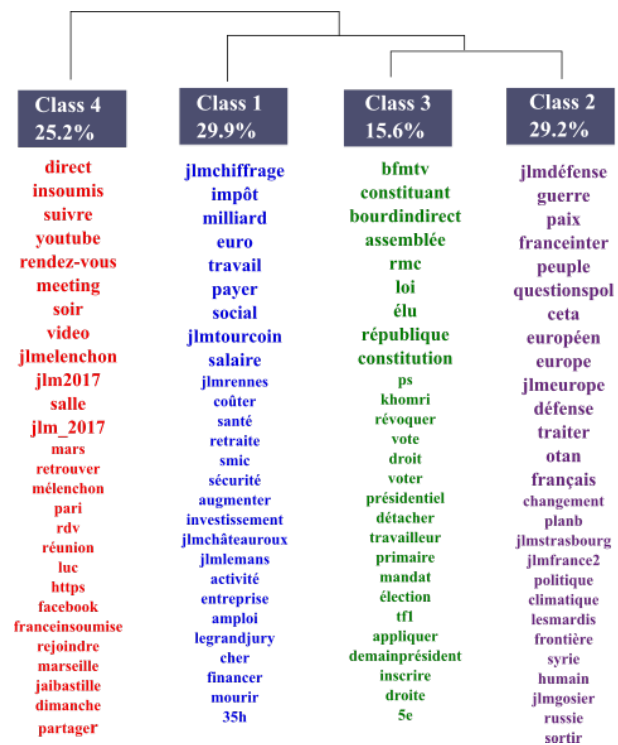 Class 4
25.2%
direct
insoumis
suivre
youtube
rendez-vous
meeting
soir
video
jlmelenchon
jlm2017
salle
jlm_2017
mars
retrouver
mélenchon
pari
rdv
réunion
luc
https
facebook
franceinsoumise
rejoindre
marseille
jaibastille
dimanche
partager
Class 1
29.9%
jlmchiffrage
impôt
milliard
euro
travail
payer
social
jlmtourcoin
salaire
jlmrennes
coûter
santé
retraite
smic
sécurité
augmenter
investissement
jlmchâteauroux
jlmlemans
activité
entreprise
amploi
legrandjury
cher
financer
mourir
35h
Class 3
15.6%
bfmtv
constituant
bourdindirect
assemblée
rmc
loi
élu
république
constitution
ps
khomri
révoquer
vote
droit
voter
présidentiel
détacher
travailleur
primaire
mandat
élection
tf1
appliquer
demainprésident
inscrire
droite
5e
Class 2
29.2%
jlmdéfense
guerre
paix
franceinter
peuple
questionspol
ceta
européen
europe
jlmeurope
défense
traiter
otan
français
changement
planb
jlmstrasbourg
jlmfrance2
politique
climatique
lesmardis
frontière
syrie
humain
jlmgosier
russie
sortir